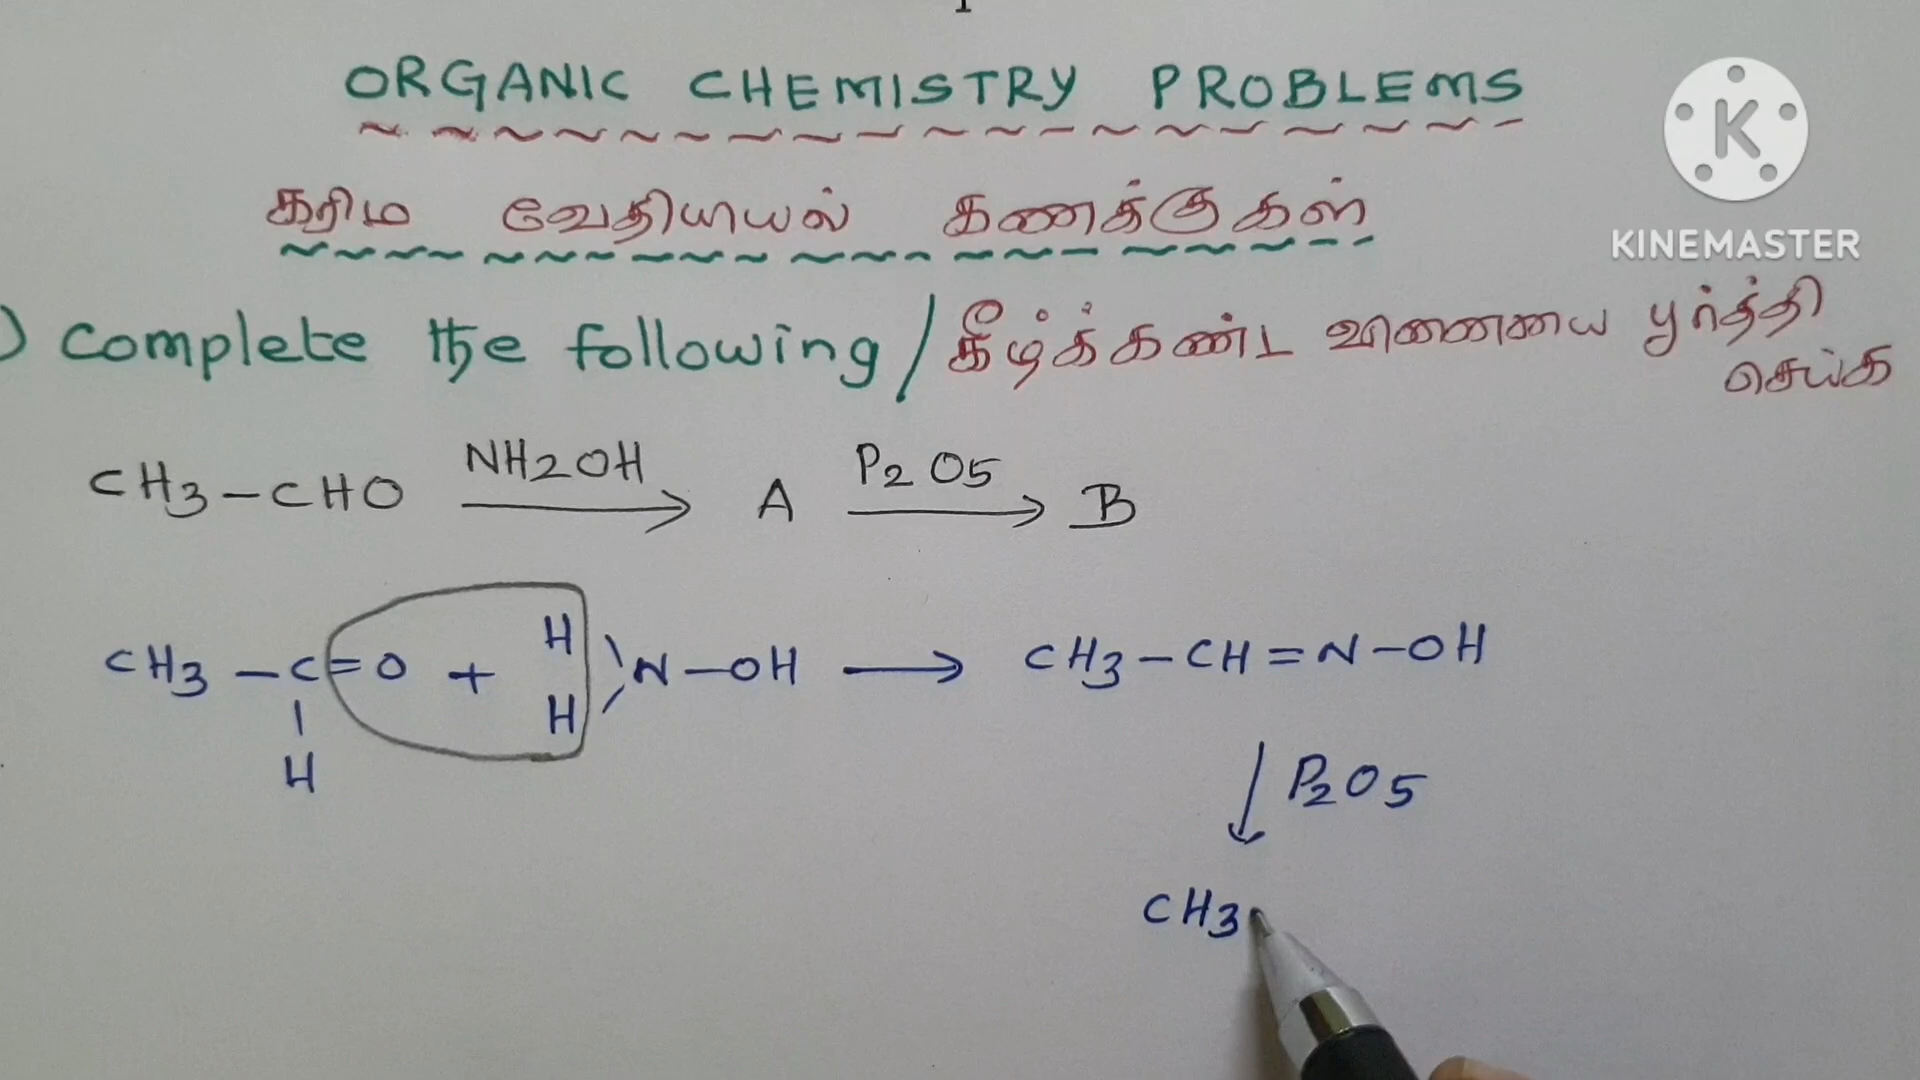 ORGANIC CHEMISTRY PROBLEMS
கரிம வேதியியல் கணக்குகள்
K
KINEMASTER
) Complete the following / கீழ்க்கண்ட வினையை பூர்த்தி
செய்க
NH2OH P2O5
CH3-CHO → A → B
CH3-C=O + H H N-OH → CH3-CH=N-OH
H
↓ P2O5
CH3